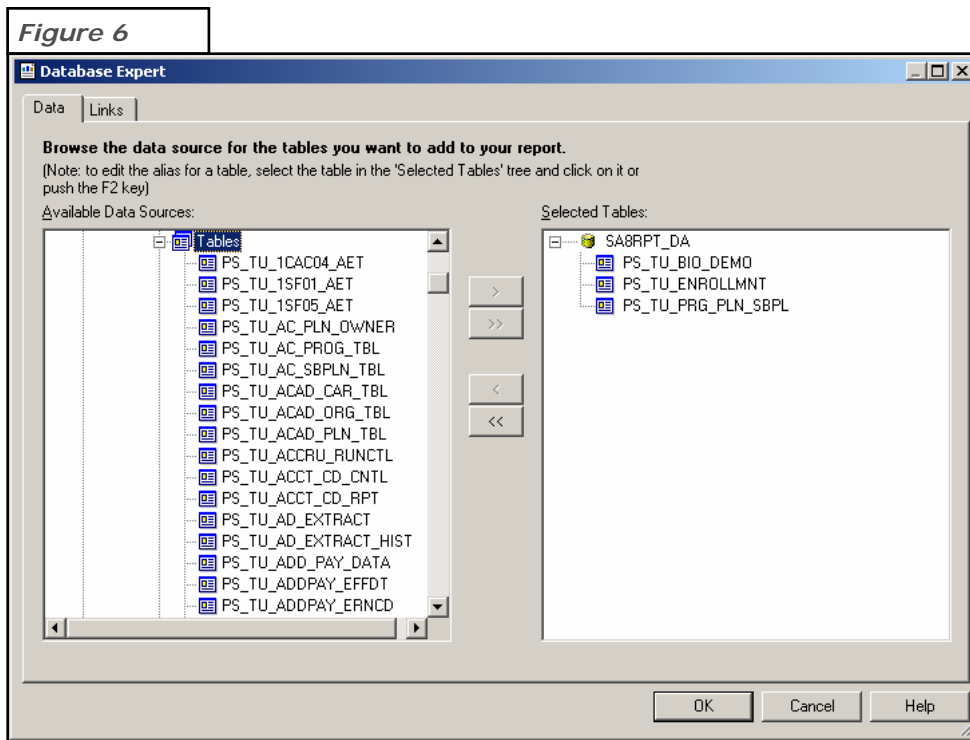 Figure 6
Database Expert
Data
Links
Browse the data source for the tables you want to add to your report.
(Note: to edit the alias for a table, select the table in the 'Selected Tables' tree and click on it or
push the F2 key)
Available Data Sources:
Tables
PS_TU_1CAC04_AET
PS_TU_1SF01_AET
PS_TU_1SF05_AET
PS_TU_AC_PLN_OWNER
PS_TU_AC_PROG_TBL
PS_TU_AC_SBPLN_TBL
PS_TU_ACAD_CAR_TBL
PS_TU_ACAD_ORG_TBL
PS_TU_ACAD_PLN_TBL
PS_TU_ACCRU_RUNCTL
PS_TU_ACCT_CD_CNTL
PS_TU_ACCT_CD_RPT
PS_TU_AD_EXTRACT
PS_TU_AD_EXTRACT_HIST
PS_TU_ADD_PAY_DATA
PS_TU_ADDPAY_EFFDT
PS_TU_ADDPAY_ERNCD
>
>>
<
<<
Selected Tables:
SA8RPT_DA
PS_TU_BIO_DEMO
PS_TU_ENROLLMNT
PS_TU_PRG_PLN_SBPL
OK
Cancel
Help